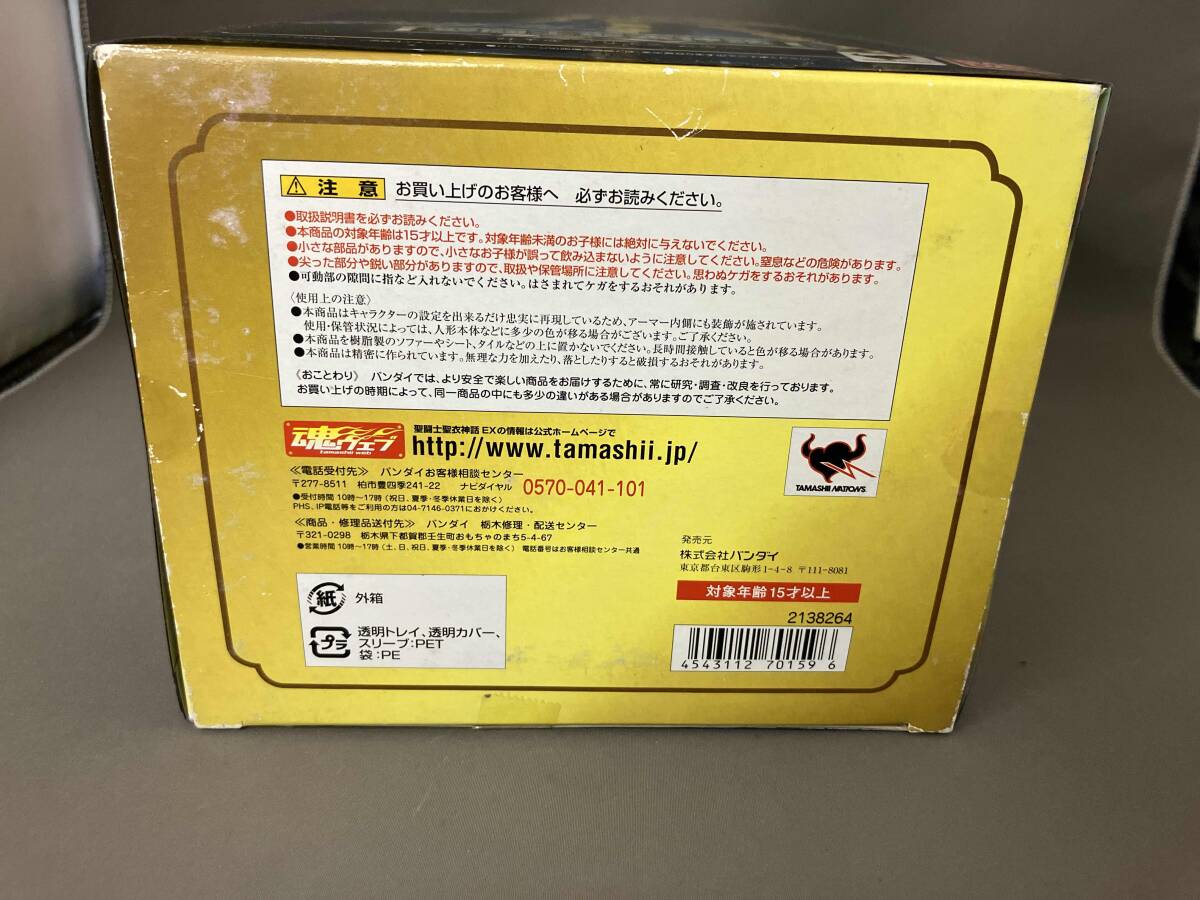 注意 お買い上げのお客様へ 必ずお読みください。
●取扱説明書を必ずお読みください。
●本商品の対象年齢は15才以上です。対象年齢未満のお子様には絶対に与えないでください。
●小さな部品がありますので、小さなお子様が誤って飲み込まないように注意してください。窒息などの危険があります。
●尖った部分や鋭い部分がありますので、取扱や保管場所に注意してください。思わぬケガをするおそれがあります。
●可動部の隙間に指など入れないでください。はさまれてケガをするおそれがあります。
〈使用上の注意〉
●本商品はキャラクターの設定を出来るだけ忠実に再現しているため、アーマー内側にも装飾が施されています。
使用・保管状況によっては、人形本体などに多少の色が移る場合がございます。ご了承ください。
●本商品を樹脂製のソファーやシート、タイルなどの上に置かないでください。長時間接触していると色が移る場合があります。
●本商品は精密に作られています。無理な力を加えたり、落としたりすると破損するおそれがあります。
〈おことわり〉 バンダイでは、より安全で楽しい商品をお届けするために、常に研究・調査・改良を行っております。
お買い上げの時期によって、同一商品の中にも多少の違いがある場合がありますのでご了承ください。
魂ウェブ
tamashii web
聖闘士聖衣神話 EXの情報は公式ホームページで
http://www.tamashii.jp/
TAMASHII NATIONS
≪電話受付先≫ バンダイお客様相談センター
〒277-8511 柏市豊四季241-22 ナビダイヤル 0570-041-101
●受付時間 10時〜17時(祝日、夏季・冬季休業日を除く)
PHS、IP電話等をご利用の方は04-7146-0371におかけください。
≪商品・修理品送付先≫ バンダイ 栃木修理・配送センター
〒321-0298 栃木県下都賀郡壬生町おもちゃのまち5-4-67
●営業時間 10時〜17時(土、日、祝日、夏季・冬季休業日を除く) 電話番号はお客様相談センター共通
発売元
株式会社バンダイ
東京都台東区駒形1-4-8 〒111-8081
対象年齢15才以上
2138264
4543112 701596
紙 外箱
プラ 透明トレイ、透明カバー、
スリーブ:PET
袋:PE